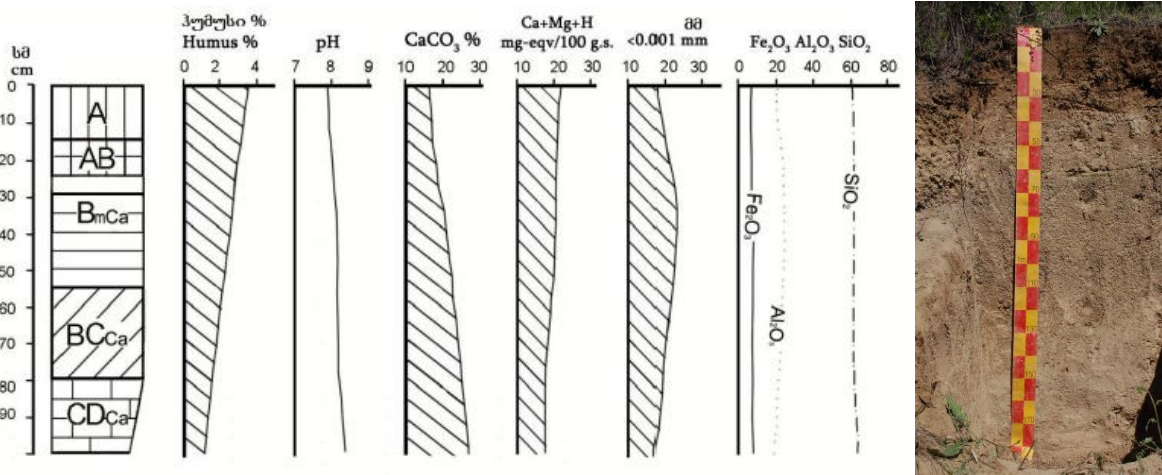 ჰუმუსი %
Humus %
pH
CaCO₃ %
Ca+Mg+H
mg-eqv/100 g.s.
მმ
<0.001 mm
Fe₂O₃ Al₂O₃ SiO₂
სმ
cm
0 2 4
7 8 9
10 20 30
10 20 30
10 20 30
0 20 40 60 80
0
10
20
30
40
50
60
70
80
90
A
AB
BmCa
BCCa
CDCa
Fe₂O₃
Al₂O₃
SiO₂